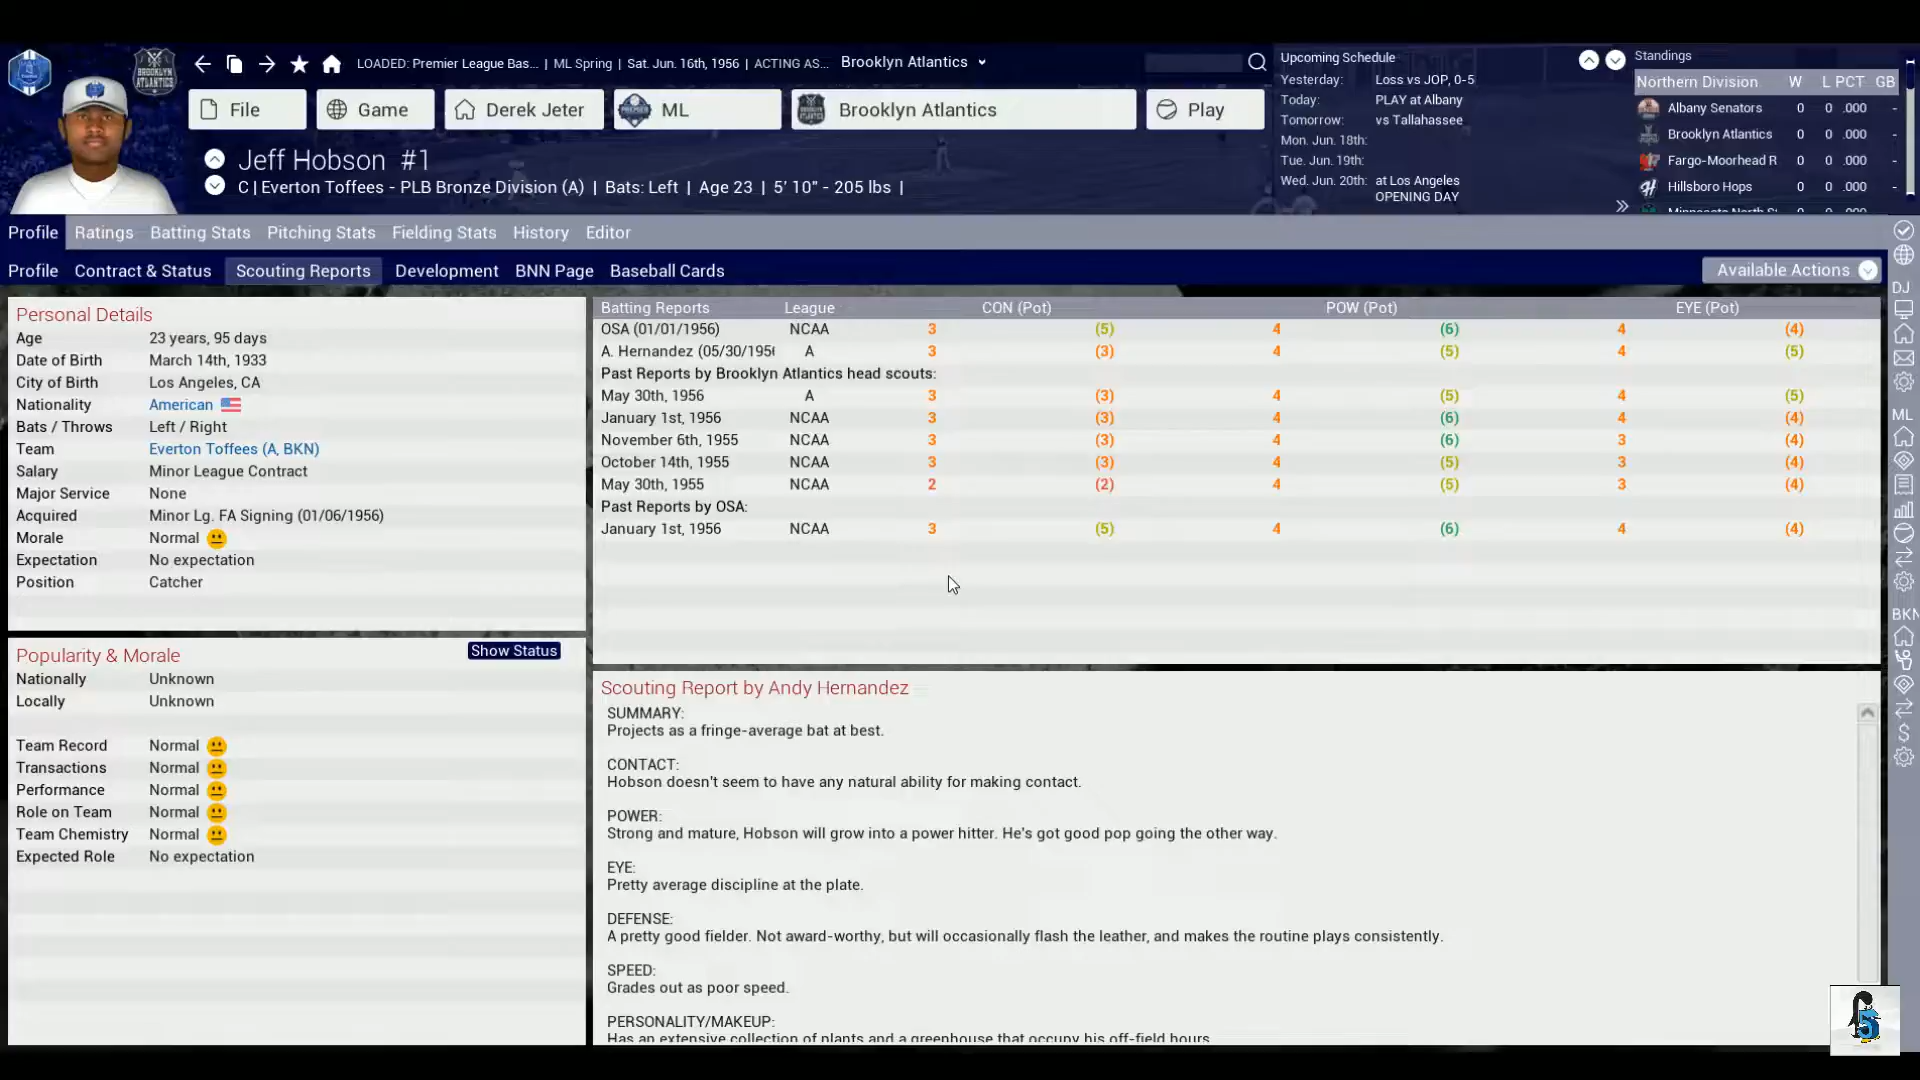 LOADED: Premier League Bas... | ML Spring | Sat. Jun. 16th, 1956 | ACTING AS... Brooklyn Atlantics
File Game Derek Jeter ML Brooklyn Atlantics Play
Jeff Hobson #1
C | Everton Toffees - PLB Bronze Division (A) | Bats: Left | Age 23 | 5' 10" - 205 lbs |
Upcoming Schedule
Yesterday: Loss vs JOP, 0-5
Today: PLAY at Albany
Tomorrow: vs Tallahassee
Mon. Jun. 18th:
Tue. Jun. 19th:
Wed. Jun. 20th: at Los Angeles
OPENING DAY
Standings
Northern Division W L PCT GB
Albany Senators 0 0 .000 -
Brooklyn Atlantics 0 0 .000 -
Fargo-Moorhead R 0 0 .000 -
Hillsboro Hops 0 0 .000 -
Profile Ratings Batting Stats Pitching Stats Fielding Stats History Editor
Profile Contract & Status Scouting Reports Development BNN Page Baseball Cards Available Actions
Personal Details
Age 23 years, 95 days
Date of Birth March 14th, 1933
City of Birth Los Angeles, CA
Nationality American
Bats / Throws Left / Right
Team Everton Toffees (A, BKN)
Salary Minor League Contract
Major Service None
Acquired Minor Lg. FA Signing (01/06/1956)
Morale Normal
Expectation No expectation
Position Catcher
Popularity & Morale Show Status
Nationally Unknown
Locally Unknown
Team Record Normal
Transactions Normal
Performance Normal
Role on Team Normal
Team Chemistry Normal
Expected Role No expectation
Batting Reports League CON (Pot) POW (Pot) EYE (Pot)
OSA (01/01/1956) NCAA 3 (5) 4 (6) 4 (4)
A. Hernandez (05/30/195 A 3 (3) 4 (5) 4 (5)
Past Reports by Brooklyn Atlantics head scouts:
May 30th, 1956 A 3 (3) 4 (5) 4 (5)
January 1st, 1956 NCAA 3 (3) 4 (6) 4 (4)
November 6th, 1955 NCAA 3 (3) 4 (6) 3 (4)
October 14th, 1955 NCAA 3 (3) 4 (5) 3 (4)
May 30th, 1955 NCAA 2 (2) 4 (5) 3 (4)
Past Reports by OSA:
January 1st, 1956 NCAA 3 (5) 4 (6) 4 (4)
Scouting Report by Andy Hernandez
SUMMARY:
Projects as a fringe-average bat at best.
CONTACT:
Hobson doesn't seem to have any natural ability for making contact.
POWER:
Strong and mature, Hobson will grow into a power hitter. He's got good pop going the other way.
EYE:
Pretty average discipline at the plate.
DEFENSE:
A pretty good fielder. Not award-worthy, but will occasionally flash the leather, and makes the routine plays consistently.
SPEED:
Grades out as poor speed.
PERSONALITY/MAKEUP:
Has an extensive collection of plants and a greenhouse that occupy his off-field hours.
DJ
ML
BKN